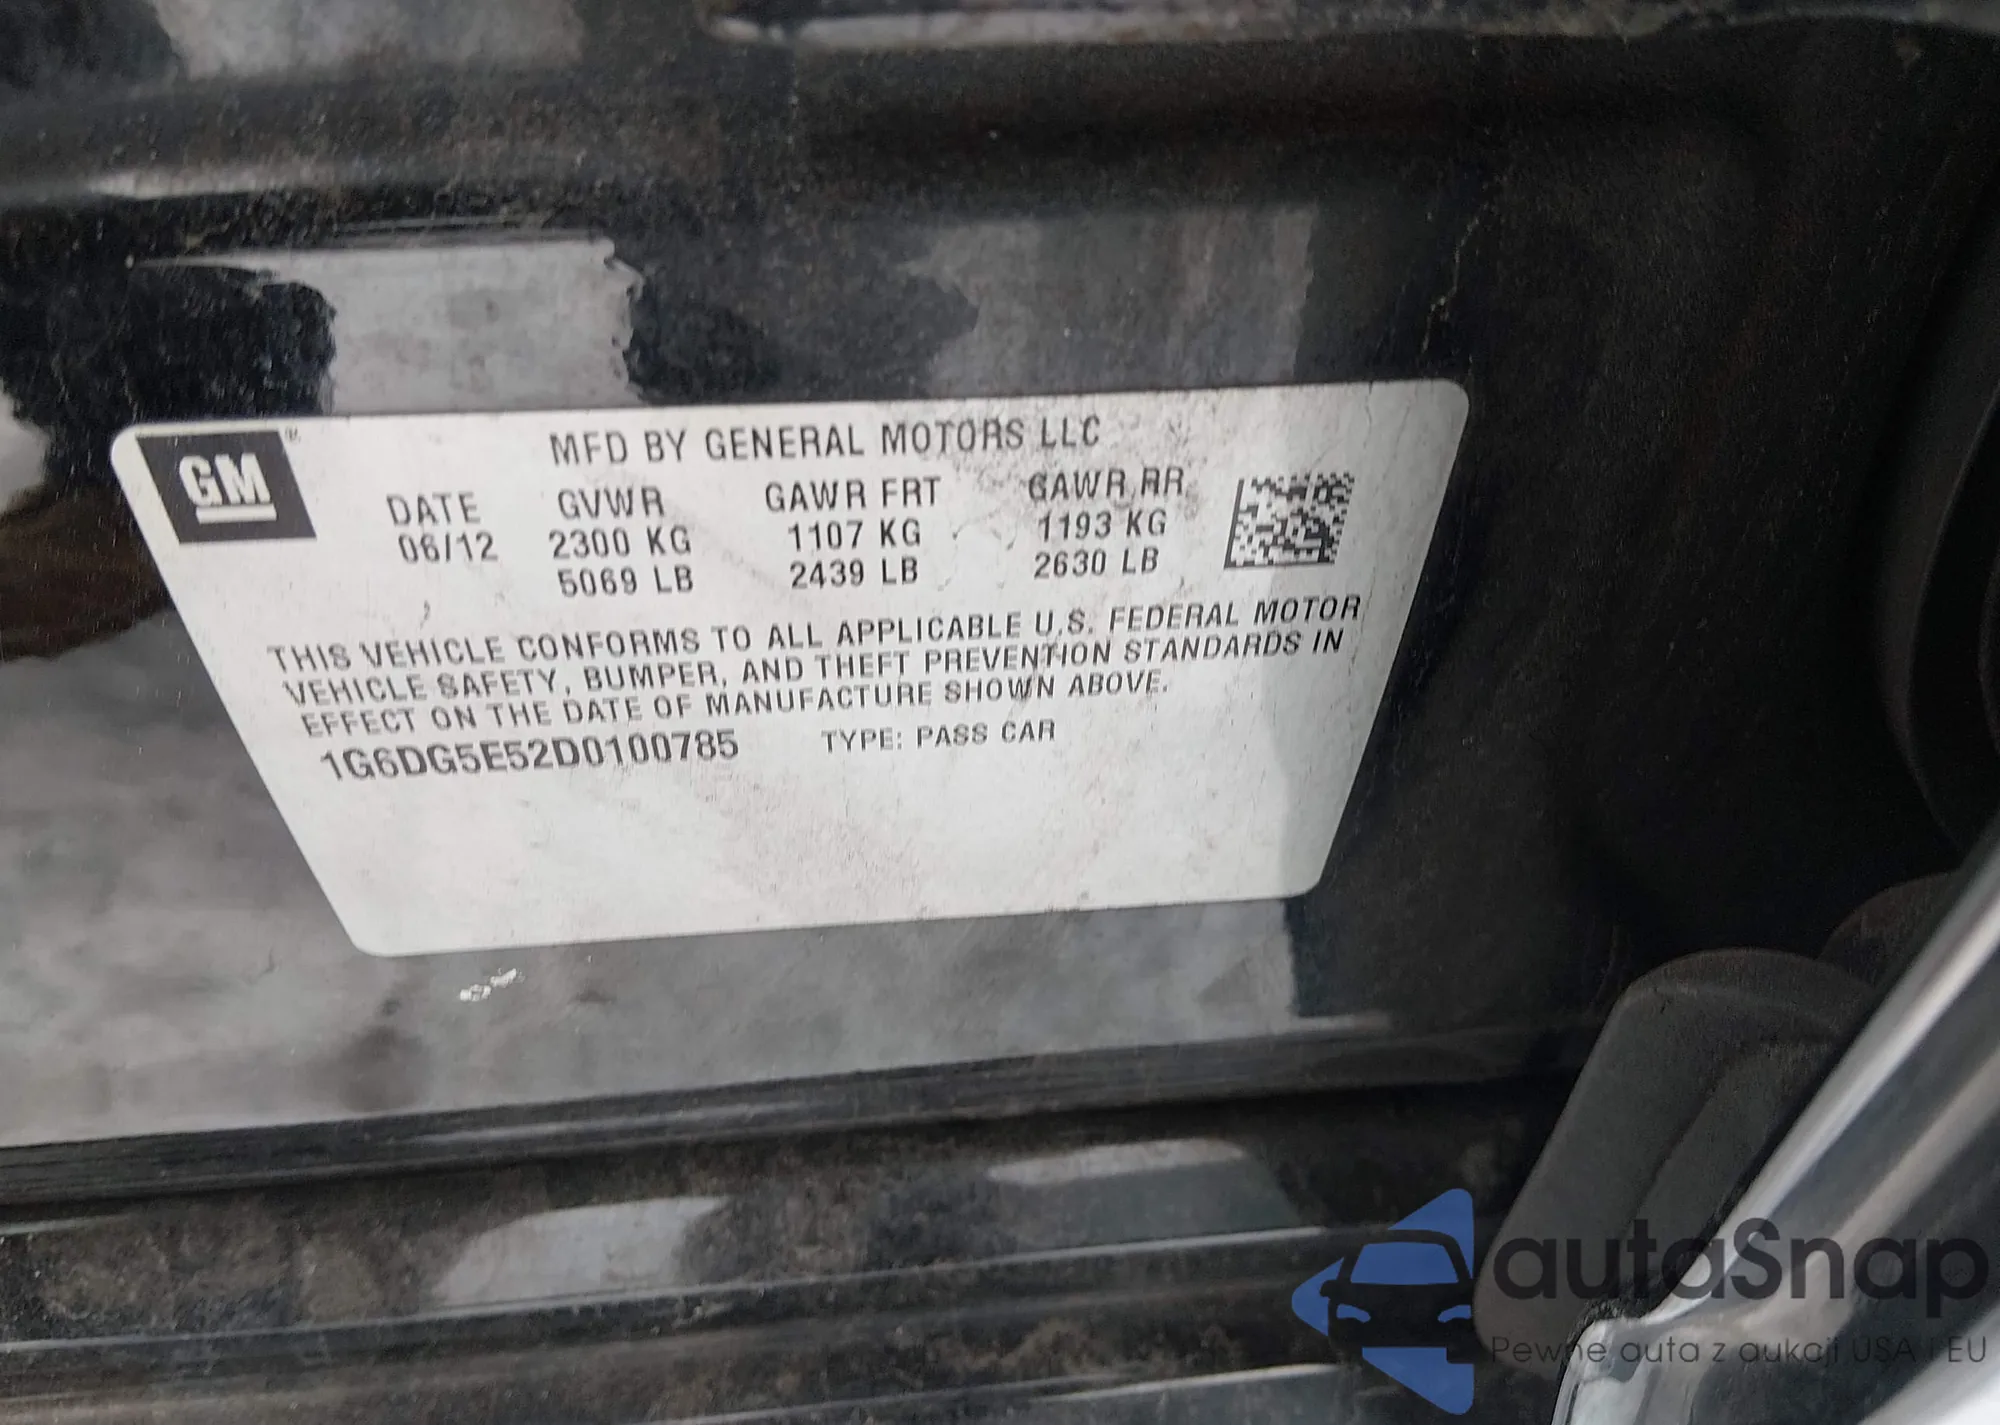 GM®
MFD BY GENERAL MOTORS LLC
DATE GVWR GAWR FRT GAWR RR
06/12 2300 KG 1107 KG 1193 KG
5069 LB 2439 LB 2630 LB
THIS VEHICLE CONFORMS TO ALL APPLICABLE U.S. FEDERAL MOTOR
VEHICLE SAFETY, BUMPER, AND THEFT PREVENTION STANDARDS IN
EFFECT ON THE DATE OF MANUFACTURE SHOWN ABOVE.
1G6DG5E52D0100785 TYPE: PASS CAR
autaSnap
Pewne auta z aukcji USA i EU